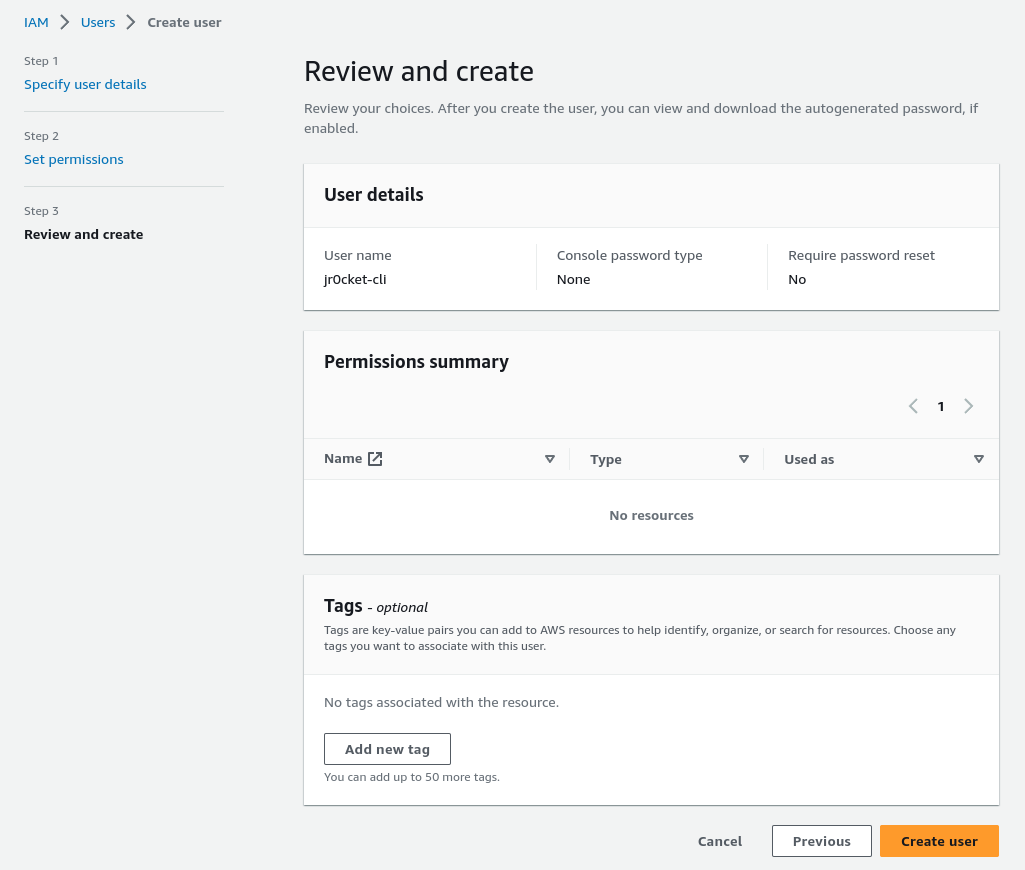 IAM > Users > Create user
Step 1
Specify user details
Step 2
Set permissions
Step 3
Review and create
Review and create
Review your choices. After you create the user, you can view and download the autogenerated password, if
enabled.
User details
User name
jr0cket-cli
Console password type
None
Require password reset
No
Permissions summary
1
Name Type Used as
No resources
Tags - optional
Tags are key-value pairs you can add to AWS resources to help identify, organize, or search for resources. Choose any
tags you want to associate with this user.
No tags associated with the resource.
Add new tag
You can add up to 50 more tags.
Cancel Previous Create user